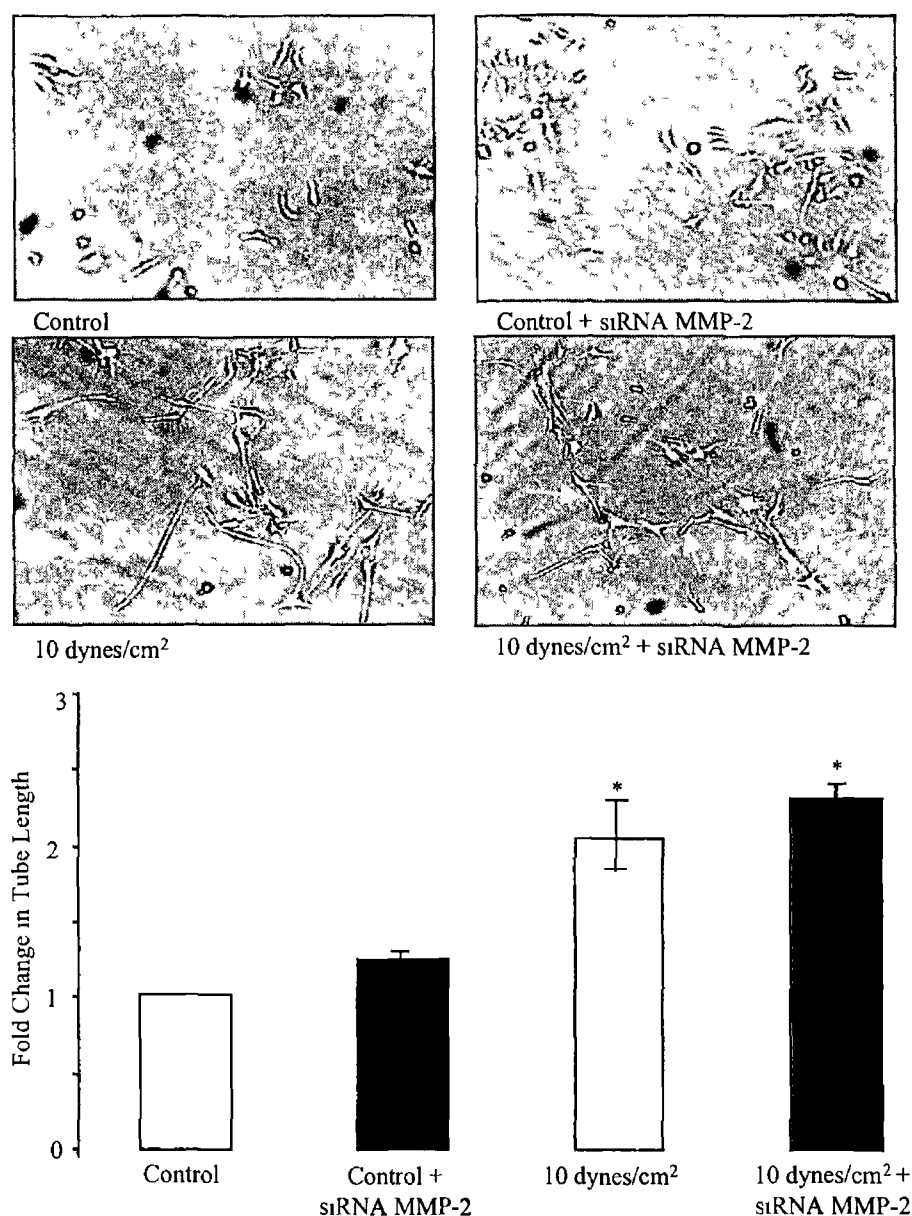 Control
Control + sıRNA MMP-2
10 dynes/cm²
10 dynes/cm² + sıRNA MMP-2
3
2
1
0
Fold Change in Tube Length
*
*
Control
Control +
sıRNA MMP-2
10 dynes/cm²
10 dynes/cm² +
sıRNA MMP-2